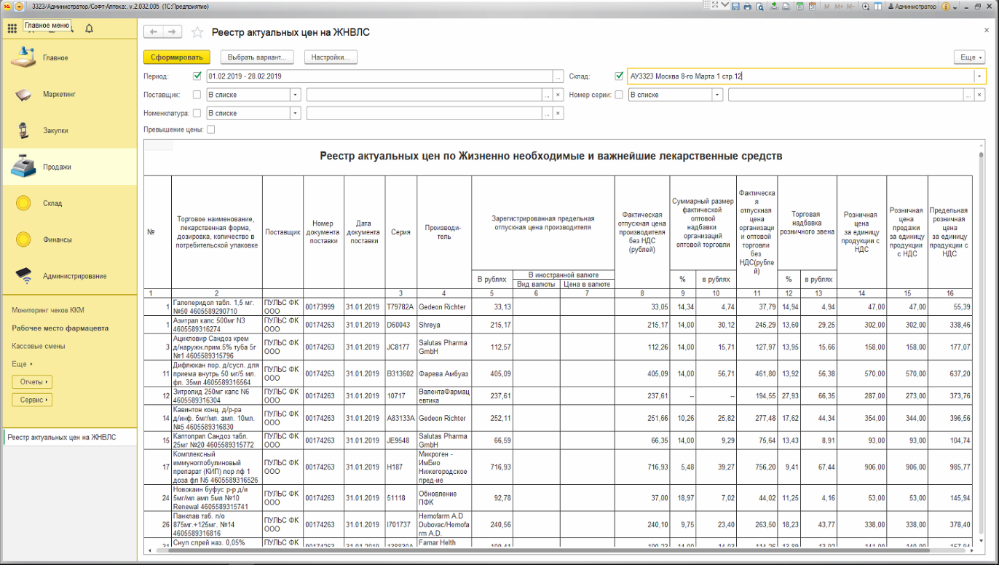 3323/Администратор/Софт-Аптека:, v.2.032.005 (1С:Предприятие)
M M+ M-
Администратор
Главное меню
Главное
Маркетинг
Закупки
Продажи
Склад
Финансы
Администрирование
Мониторинг чеков ККМ
Рабочее место фармацевта
Кассовые смены
Еще
Отчеты
Сервис
Реестр актуальных цен на ЖНВЛС
Реестр актуальных цен на ЖНВЛС
Сформировать Выбрать вариант... Настройки... Еще
Период: 01.02.2019 - 28.02.2019 ... Склад: АУ3323 Москва 8-го Марта 1 стр.12
Поставщик: В списке ... × Номер серии: В списке ... ×
Номенклатура: В списке ... ×
Превышение цены:
Реестр актуальных цен по Жизненно необходимые и важнейшие лекарственные средств
№
Торговое наименование,
лекарственная форма,
дозировка, количество в
потребительской упаковке
Поставщик
Номер
документа
поставки
Дата
документа
поставки
Серия
Производи-
тель
Зарегистрированная предельная
отпускная цена производителя
В рублях
В иностранной валюте
Вид валюты Цена в валюте
Фактическая
отпускная цена
производителя
без НДС
(рублей)
Суммарный размер
фактической
оптовой
надбавки
организаций
оптовой торговли
% в рублях
Фактическа
я
отпускная
цена
организаци
и оптовой
торговли
без
НДС(рубле
й)
Торговая
надбавка
розничного звена
% в рублях
Розничная
цена
за единицу
продукции с
НДС
Розничная
цена
продажи
за единицу
продукции
с НДС
Предельная
розничная
цена
за единицу
продукции с
НДС
1 2 3 4 5 6 7 8 9 10 11 12 13 14 15 16
1 Галоперидол табл. 1,5 мг. ПУЛЬС ФК 00173999 31.01.2019 T79782A Gedeon Richter 33,13 33,05 14,34 4,74 37,79 14,94 4,94 47,00 47,00 55,39
№50 4605589290710 ООО
1 Азитрал капс 500мг N3 ПУЛЬС ФК 00174263 31.01.2019 D60043 Shreya 215,17 215,17 14,00 30,12 245,29 13,60 29,25 302,00 302,00 338,46
4605589316274 ООО
Ацикловир Сандоз крем Salutas Pharma
3 д/наружн.прим.5% туба 5г ПУЛЬС ФК ООО 00174263 31.01.2019 JC8177 GmbH 112,57 112,26 14,00 15,71 127,97 13,95 15,66 158,00 158,00 177,07
№1 4605589315796
Дифлюкан пор. д/сусп. для
11 приема внутрь 50 мг/5 мл. ПУЛЬС ФК ООО 00174263 31.01.2019 B313602 Фарева Амбуаз 405,09 405,09 14,00 56,71 461,80 13,92 56,38 570,00 570,00 637,20
фл. 35мл 4605589316564
12 Зитролид 250мг капс N6 ПУЛЬС ФК 00174263 31.01.2019 10717 ВалентаФармац 237,61 237,61 -- -- 194,55 27,93 66,35 287,00 273,00 373,76
4605589316304 ООО евтика
Кавинтон конц. д/р-ра
14 д/инф. 5мг/мл. амп. 10мл. ПУЛЬС ФК ООО 00174263 31.01.2019 A83133A Gedeon Richter 252,11 251,66 10,26 25,82 277,48 17,62 44,34 354,00 344,00 396,56
№5 4605589316830
15 Каптоприл Сандоз табл. ПУЛЬС ФК 00174263 31.01.2019 JE9548 Salutas Pharma 66,59 66,35 14,00 9,29 75,64 13,43 8,91 93,00 93,00 104,74
25мг №20 4605589315772 ООО GmbH
Комплексный Микроген -
17 иммуноглобулиновый ПУЛЬС ФК 00174263 31.01.2019 Н187 ИмБио 716,93 716,93 5,48 39,27 756,20 9,41 67,44 906,00 906,00 985,77
препарат (КИП) пор лф 1 ООО Нижегородское
доза фл N5 4605589316526 пред-ие
Новокаин буфус р-р д/и
24 5мг/мл амп 5мл №10 ПУЛЬС ФК ООО 00174263 31.01.2019 51118 Обновление ПФК 92,78 37,00 18,97 7,02 44,02 11,25 4,16 53,00 53,00 145,94
Renewal 4605589315741
Панклав таб. п/о Hemofarm A.D
26 875мг.+125мг. №14 ПУЛЬС ФК ООО 00174263 31.01.2019 I701737 Dubovac/Hemofa 240,56 240,10 9,75 23,40 263,50 18,23 43,77 338,00 338,00 378,40
4605589316816 rm A.D.
Снуп спрей наз. 0,05% ПУЛЬС ФК Famar Helth